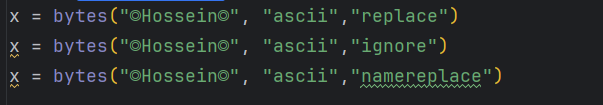 x = bytes("☺Hossein☺", "ascii","replace")
x = bytes("☺Hossein☺", "ascii","ignore")
x = bytes("☺Hossein☺", "ascii","namereplace")